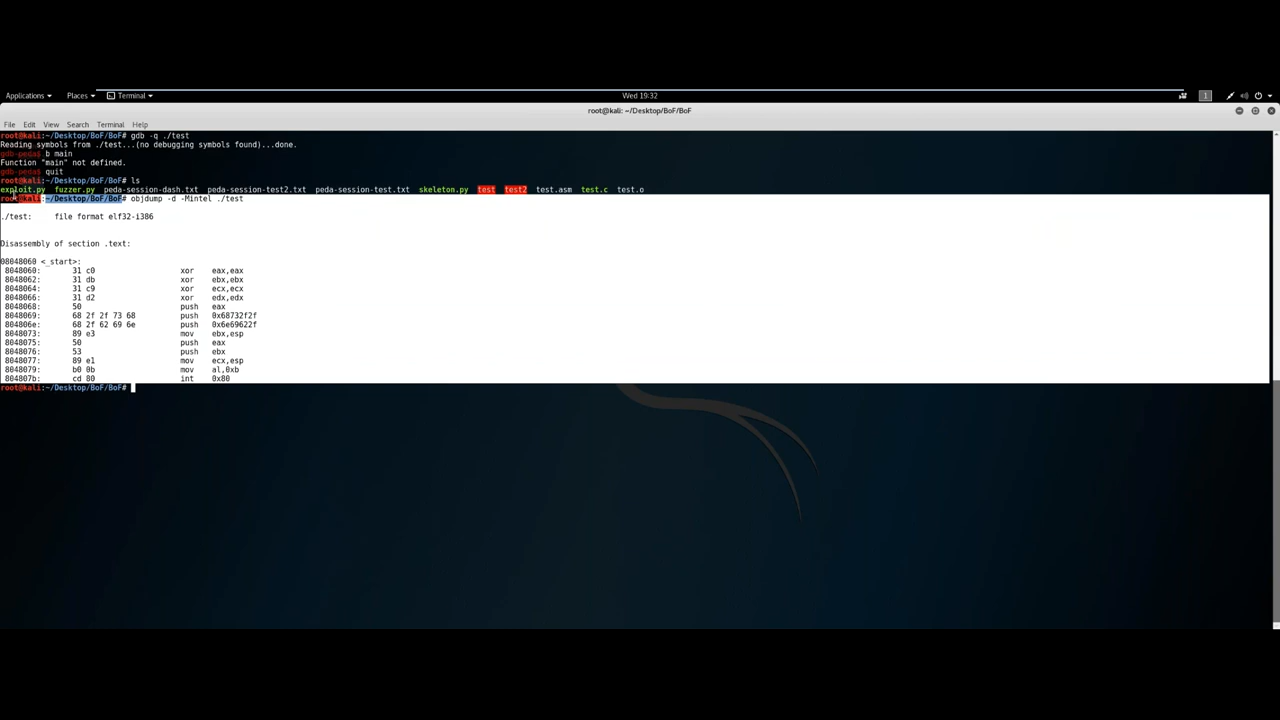 Applications Places Terminal Wed 19:32 1
root@kali: ~/Desktop/BoF/BoF
File Edit View Search Terminal Help
root@kali:~/Desktop/BoF/BoF# gdb -q ./test
Reading symbols from ./test...(no debugging symbols found)...done.
gdb-peda$ b main
Function "main" not defined.
gdb-peda$ quit
root@kali:~/Desktop/BoF/BoF# ls
exploit.py fuzzer.py peda-session-dash.txt peda-session-test2.txt peda-session-test.txt skeleton.py test test2 test.asm test.c test.o
root@kali:~/Desktop/BoF/BoF# objdump -d -Mintel ./test
./test: file format elf32-i386
Disassembly of section .text:
08048060 <_start>:
8048060: 31 c0 xor eax,eax
8048062: 31 db xor ebx,ebx
8048064: 31 c9 xor ecx,ecx
8048066: 31 d2 xor edx,edx
8048068: 50 push eax
8048069: 68 2f 2f 73 68 push 0x68732f2f
804806e: 68 2f 62 69 6e push 0x6e69622f
8048073: 89 e3 mov ebx,esp
8048075: 50 push eax
8048076: 53 push ebx
8048077: 89 e1 mov ecx,esp
8048079: b0 0b mov al,0xb
804807b: cd 80 int 0x80
root@kali:~/Desktop/BoF/BoF#